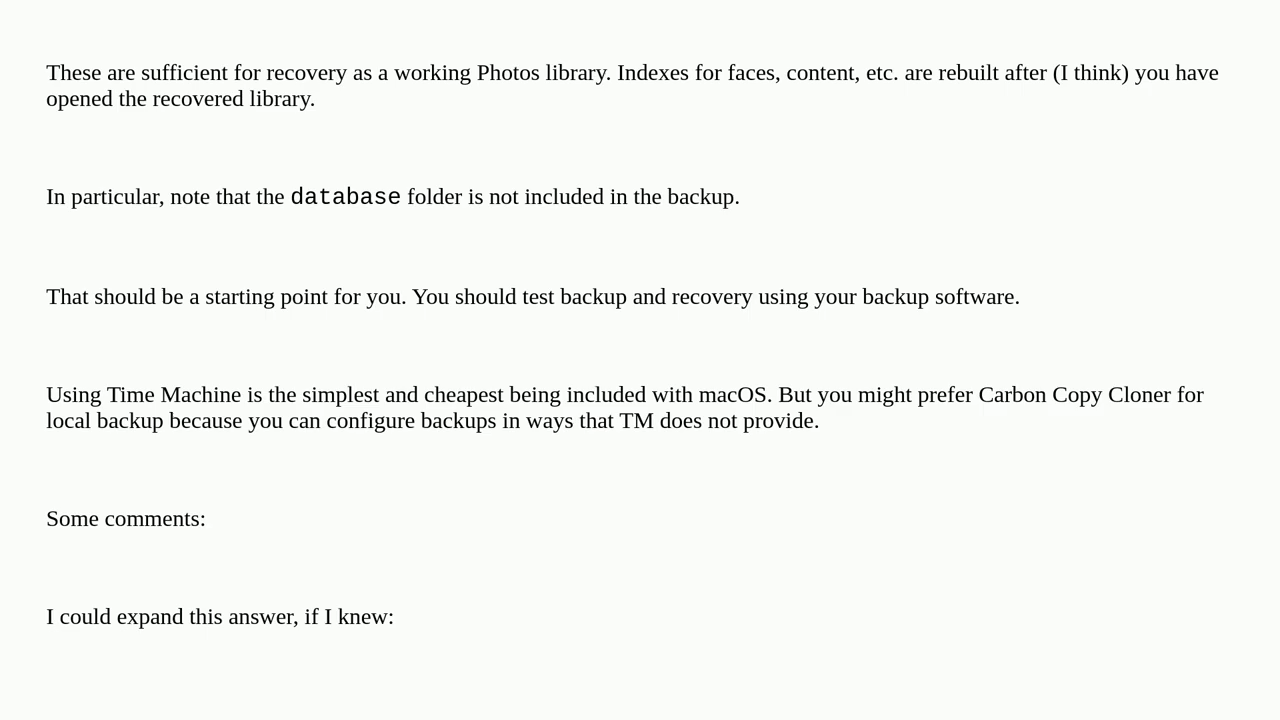 These are sufficient for recovery as a working Photos library. Indexes for faces, content, etc. are rebuilt after (I think) you have
opened the recovered library.
In particular, note that the database folder is not included in the backup.
That should be a starting point for you. You should test backup and recovery using your backup software.
Using Time Machine is the simplest and cheapest being included with macOS. But you might prefer Carbon Copy Cloner for
local backup because you can configure backups in ways that TM does not provide.
Some comments:
I could expand this answer, if I knew: